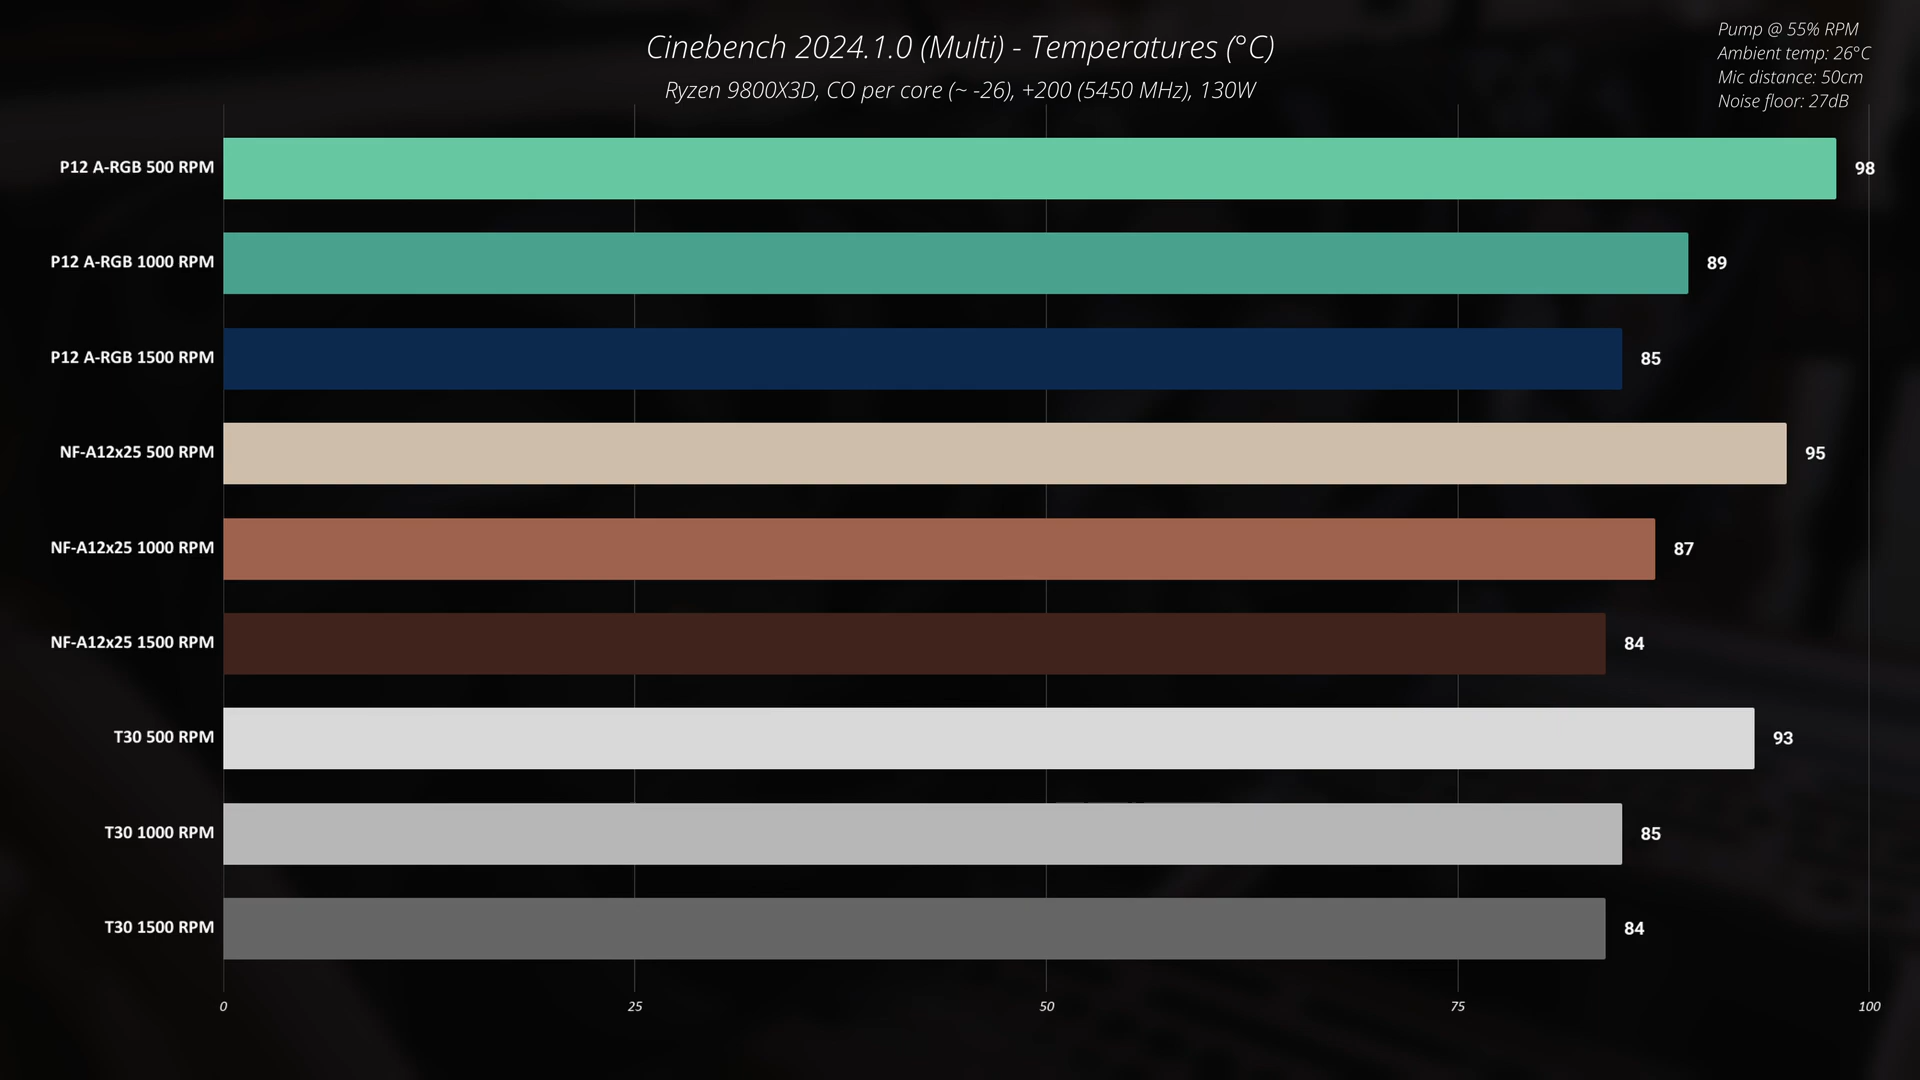 Cinebench 2024.1.0 (Multi) - Temperatures (°C)
Ryzen 9800X3D, CO per core (~ -26), +200 (5450 MHz), 130W
Pump @ 55% RPM
Ambient temp: 26°C
Mic distance: 50cm
Noise floor: 27dB
P12 A-RGB 500 RPM 98
P12 A-RGB 1000 RPM 89
P12 A-RGB 1500 RPM 85
NF-A12x25 500 RPM 95
NF-A12x25 1000 RPM 87
NF-A12x25 1500 RPM 84
T30 500 RPM 93
T30 1000 RPM 85
T30 1500 RPM 84
0 25 50 75 100